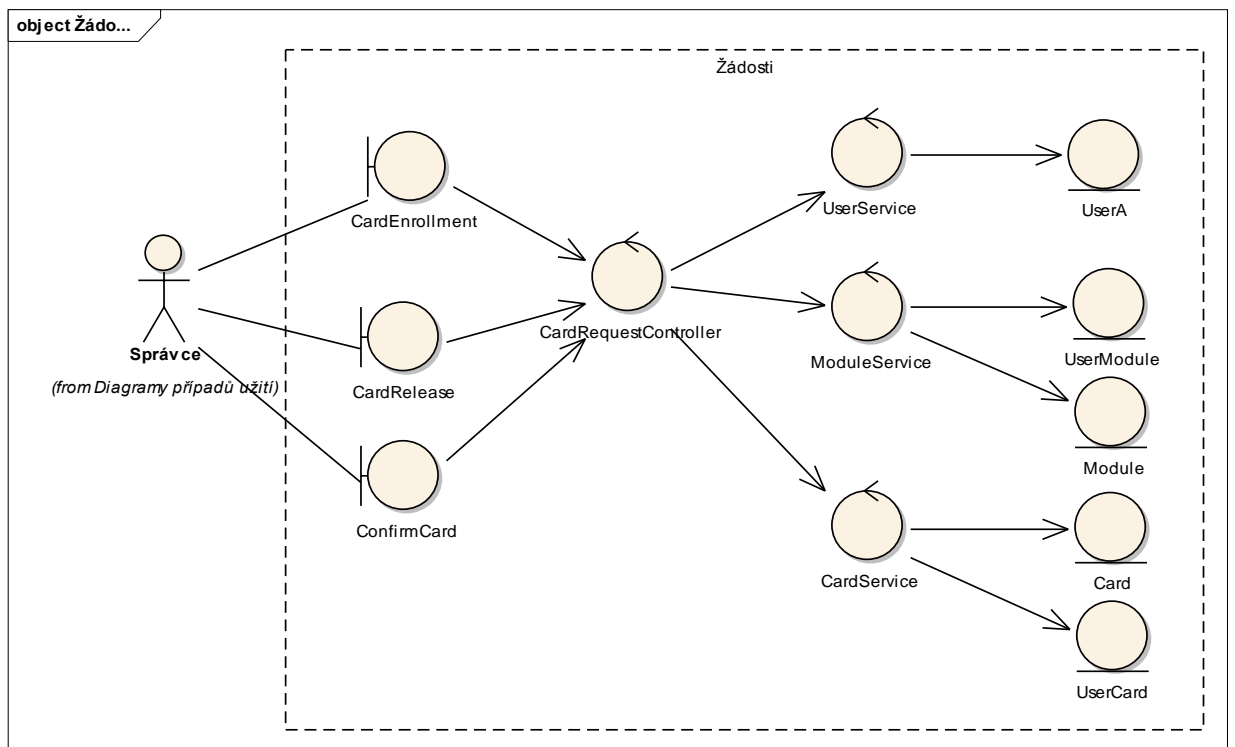 object Žádo...
Žádosti
CardEnrollment
UserService
UserA
Správce
(from Diagramy případů užití)
CardRequestController
CardRelease
ModuleService
UserModule
Module
ConfirmCard
CardService
Card
UserCard